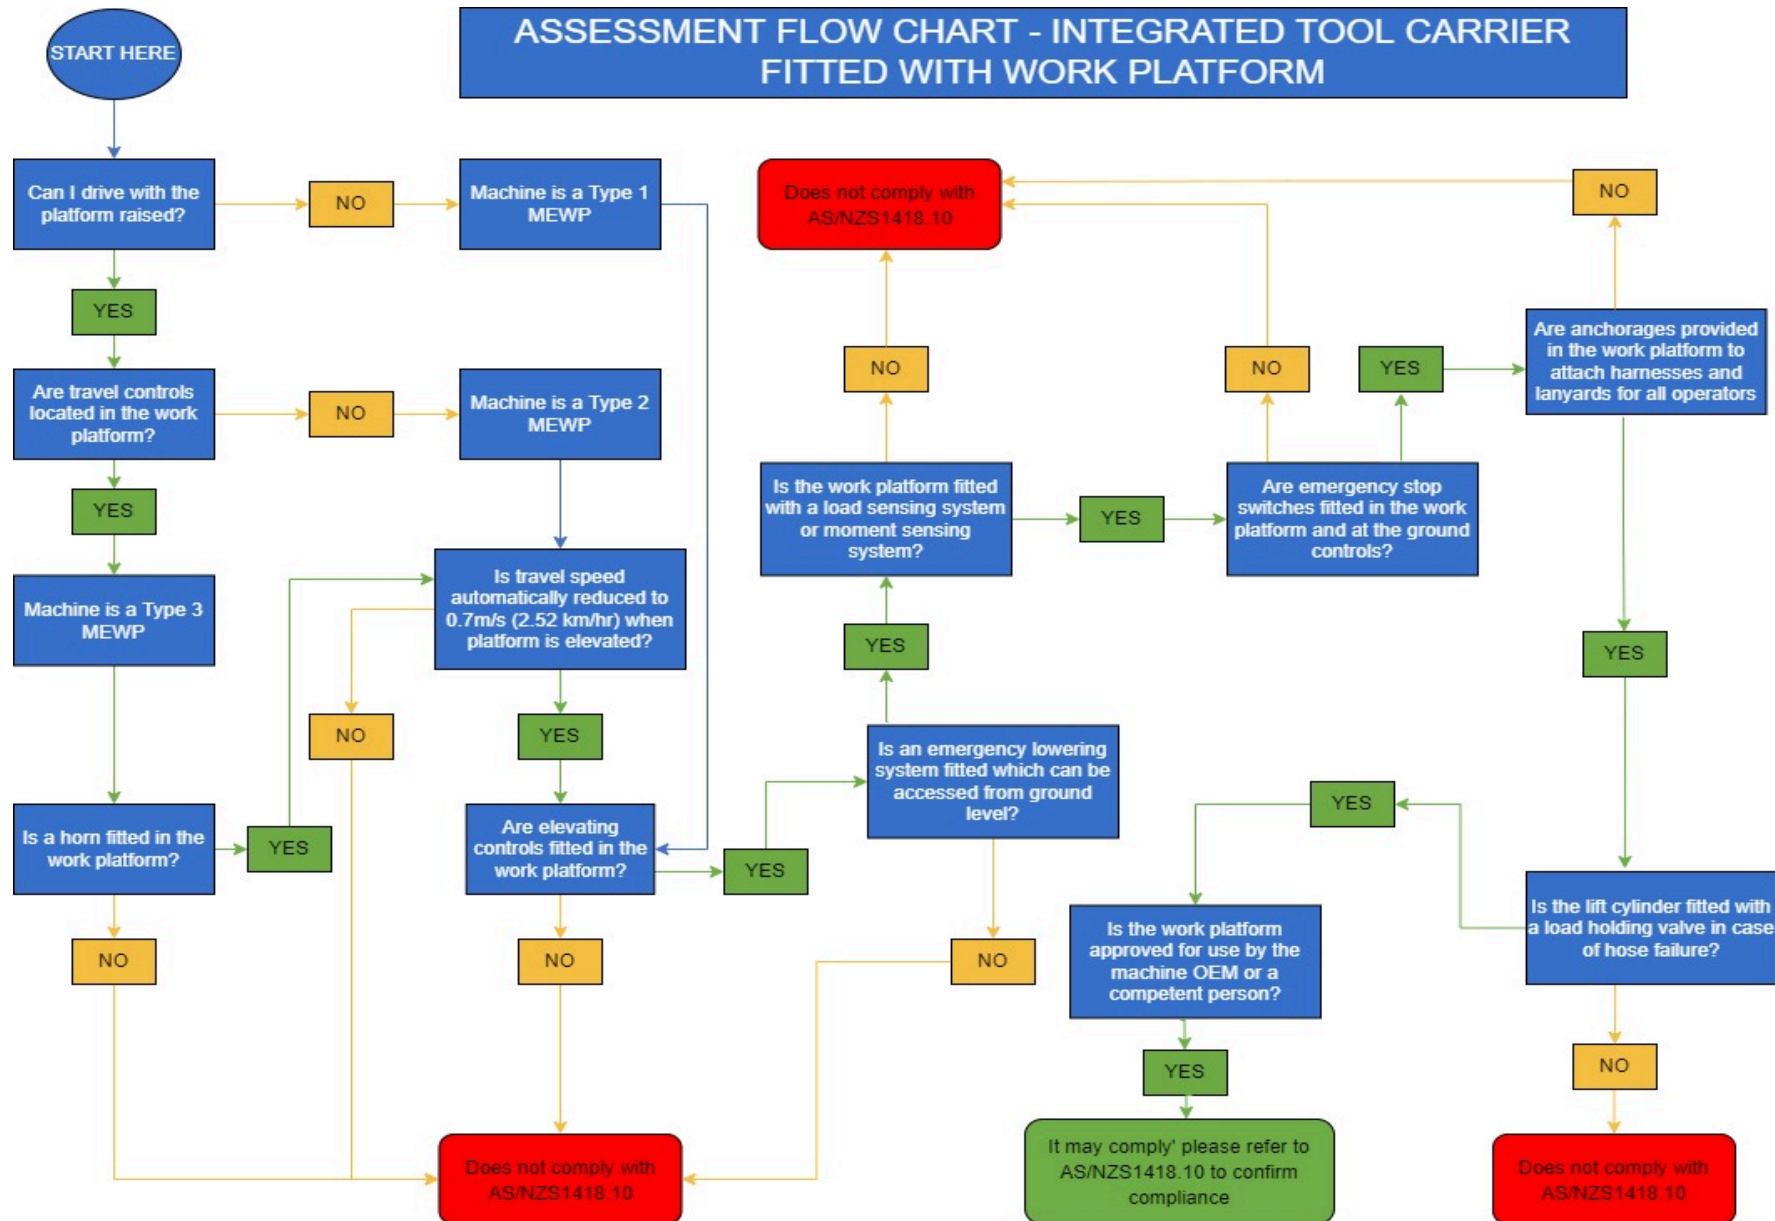 START HERE
ASSESSMENT FLOW CHART - INTEGRATED TOOL CARRIER
FITTED WITH WORK PLATFORM
Can I drive with the
platform raised?
NO
Machine is a Type 1
MEWP
YES
Are travel controls
located in the work
platform?
NO
Machine is a Type 2
MEWP
YES
Machine is a Type 3
MEWP
Is travel speed
automatically reduced to
0.7m/s (2.52 km/hr) when
platform is elevated?
NO
YES
Is a horn fitted in the
work platform?
YES
NO
Are elevating
controls fitted in the
work platform?
YES
NO
Does not comply with
AS/NZS1418.10
Is an emergency lowering
system fitted which can be
accessed from ground
level?
NO
YES
Is the work platform fitted
with a load sensing system
or moment sensing
system?
NO
Does not comply with
AS/NZS1418.10
YES
Are emergency stop
switches fitted in the work
platform and at the ground
controls?
NO
YES
Are anchorages provided
in the work platform to
attach harnesses and
lanyards for all operators
NO
YES
Is the lift cylinder fitted with
a load holding valve in case
of hose failure?
NO
Does not comply with
AS/NZS1418.10
YES
Is the work platform
approved for use by the
machine OEM or a
competent person?
YES
It may comply' please refer to
AS/NZS1418.10 to confirm
compliance